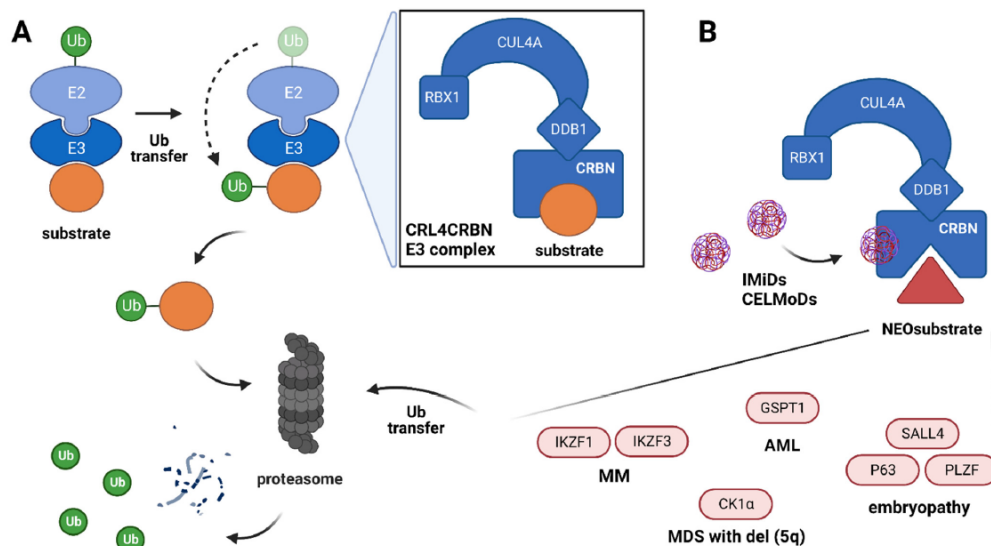 A
Ub
E2
E3
substrate
Ub
transfer
Ub
E2
E3
Ub
CUL4A
RBX1
DDB1
CRBN
CRL4CRBN
E3 complex
substrate
B
CUL4A
RBX1
DDB1
CRBN
IMiDs
CELMoDs
NEOsubstrate
Ub
proteasome
Ub
transfer
Ub
Ub
Ub
Ub
IKZF1
IKZF3
MM
GSPT1
AML
CK1α
MDS with del (5q)
SALL4
P63
PLZF
embryopathy